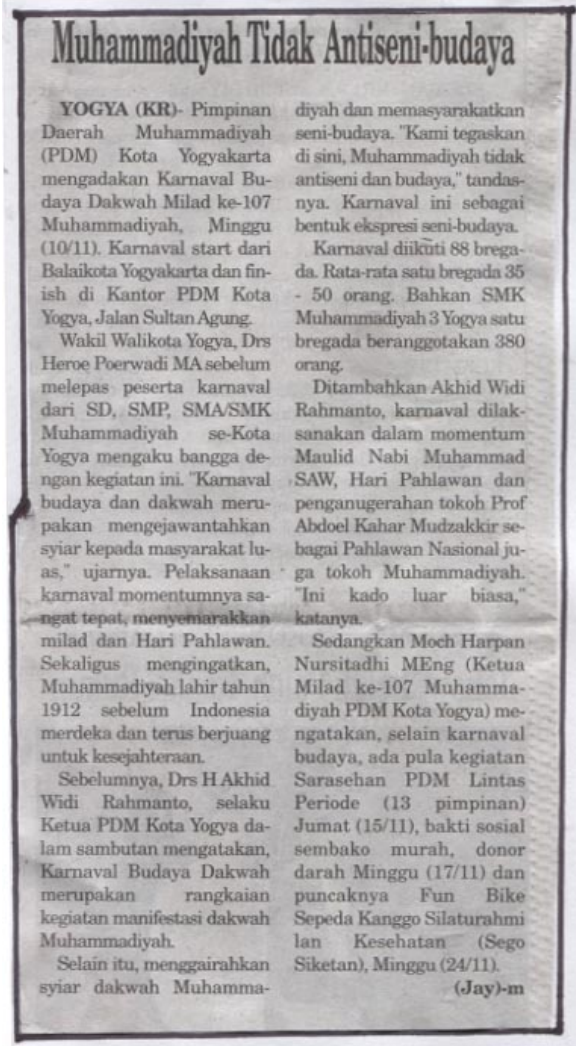 Muhammadiyah Tidak Antiseni-budaya
YOGYA (KR)- Pimpinan
Daerah Muhammadiyah
(PDM) Kota Yogyakarta
mengadakan Karnaval Bu-
daya Dakwah Milad ke-107
Muhammadiyah, Minggu
(10/11). Karnaval start dari
Balaikota Yogyakarta dan fin-
ish di Kantor PDM Kota
Yogya, Jalan Sultan Agung.
Wakil Walikota Yogya, Drs
Heroe Poerwadi MA sebelum
melepas peserta karnaval
dari SD, SMP, SMA/SMK
Muhammadiyah se-Kota
Yogya mengaku bangga de-
ngan kegiatan ini. "Karnaval
budaya dan dakwah meru-
pakan mengejawantahkan
syiar kepada masyarakat lu-
as," ujarnya. Pelaksanaan
karnaval momentumnya sa-
ngat tepat, menyemarakkan
milad dan Hari Pahlawan.
Sekaligus mengingatkan,
Muhammadiyah lahir tahun
1912 sebelum Indonesia
merdeka dan terus berjuang
untuk kesejahteraan.
Sebelumnya, Drs H Akhid
Widi Rahmanto, selaku
Ketua PDM Kota Yogya da-
lam sambutan mengatakan,
Karnaval Budaya Dakwah
merupakan rangkaian
kegiatan manifestasi dakwah
Muhammadiyah.
Selain itu, menggairahkan
syiar dakwah Muhamma-
diyah dan memasyarakatkan
seni-budaya. "Kami tegaskan
di sini, Muhammadiyah tidak
antiseni dan budaya," tandas-
nya. Karnaval ini sebagai
bentuk ekspresi seni-budaya.
Karnaval diikuti 88 brega-
da. Rata-rata satu bregada 35
- 50 orang. Bahkan SMK
Muhammadiyah 3 Yogya satu
bregada beranggotakan 380
orang.
Ditambahkan Akhid Widi
Rahmanto, karnaval dilak-
sanakan dalam momentum
Maulid Nabi Muhammad
SAW, Hari Pahlawan dan
penganugerahan tokoh Prof
Abdoel Kahar Mudzakkir se-
bagai Pahlawan Nasional ju-
ga tokoh Muhammadiyah.
"Ini kado luar biasa,"
katanya.
Sedangkan Moch Harpan
Nursitadhi MEng (Ketua
Milad ke-107 Muhamma-
diyah PDM Kota Yogya) me-
ngatakan, selain karnaval
budaya, ada pula kegiatan
Sarasehan PDM Lintas
Periode (13 pimpinan)
Jumat (15/11), bakti sosial
sembako murah, donor
darah Minggu (17/11) dan
puncaknya Fun Bike
Sepeda Kanggo Silaturahmi
lan Kesehatan (Sego
Siketan), Minggu (24/11).
(Jay)-m